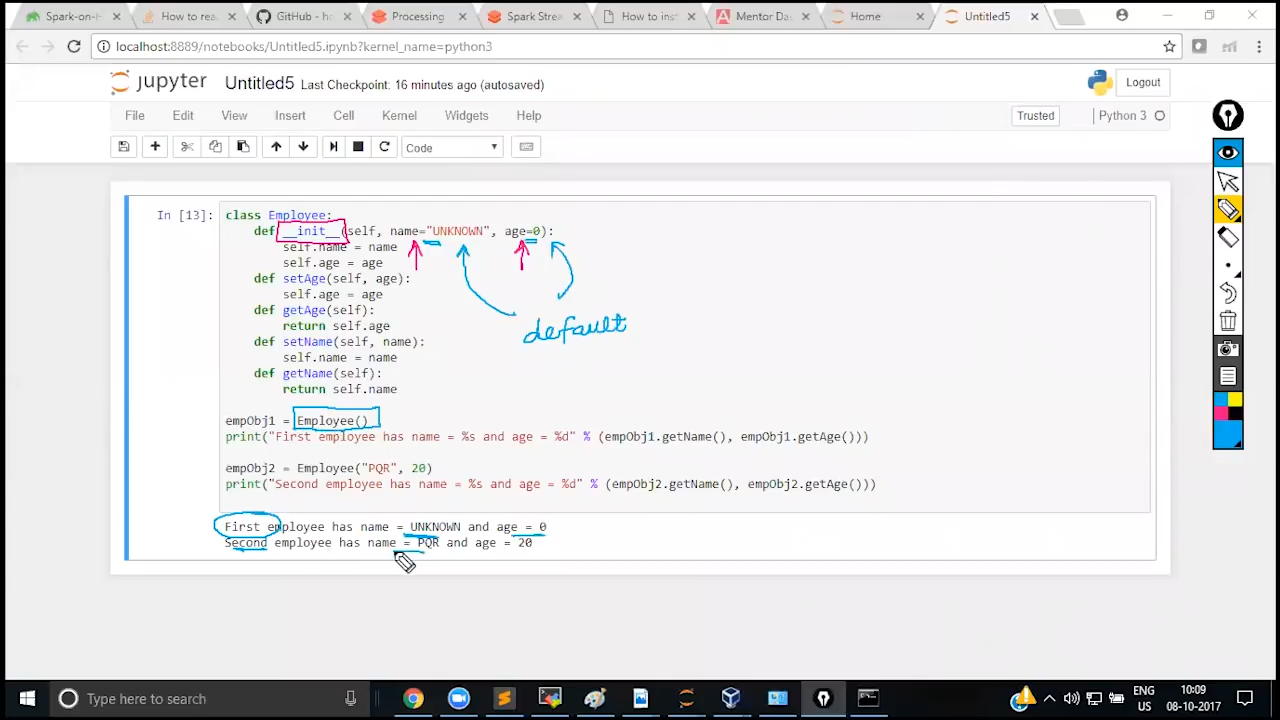 Spark-on-H
How to rea
GitHub - ho
Processing
Spark Strea
How to inst
Mentor Das
Home
Untitled5
localhost:8889/notebooks/Untitled5.ipynb?kernel_name=python3
jupyter Untitled5 Last Checkpoint: 16 minutes ago (autosaved)
Logout
File Edit View Insert Cell Kernel Widgets Help
Trusted
Python 3
Code
In [13]:
class Employee:
def __init__(self, name="UNKNOWN", age=0):
self.name = name
self.age = age
def setAge(self, age):
self.age = age
def getAge(self):
return self.age
def setName(self, name):
self.name = name
def getName(self):
return self.name
default
empObj1 = Employee()
print("First employee has name = %s and age = %d" % (empObj1.getName(), empObj1.getAge()))
empObj2 = Employee("PQR", 20)
print("Second employee has name = %s and age = %d" % (empObj2.getName(), empObj2.getAge()))
First employee has name = UNKNOWN and age = 0
Second employee has name = PQR and age = 20
Type here to search
ENG
US
10:09
08-10-2017